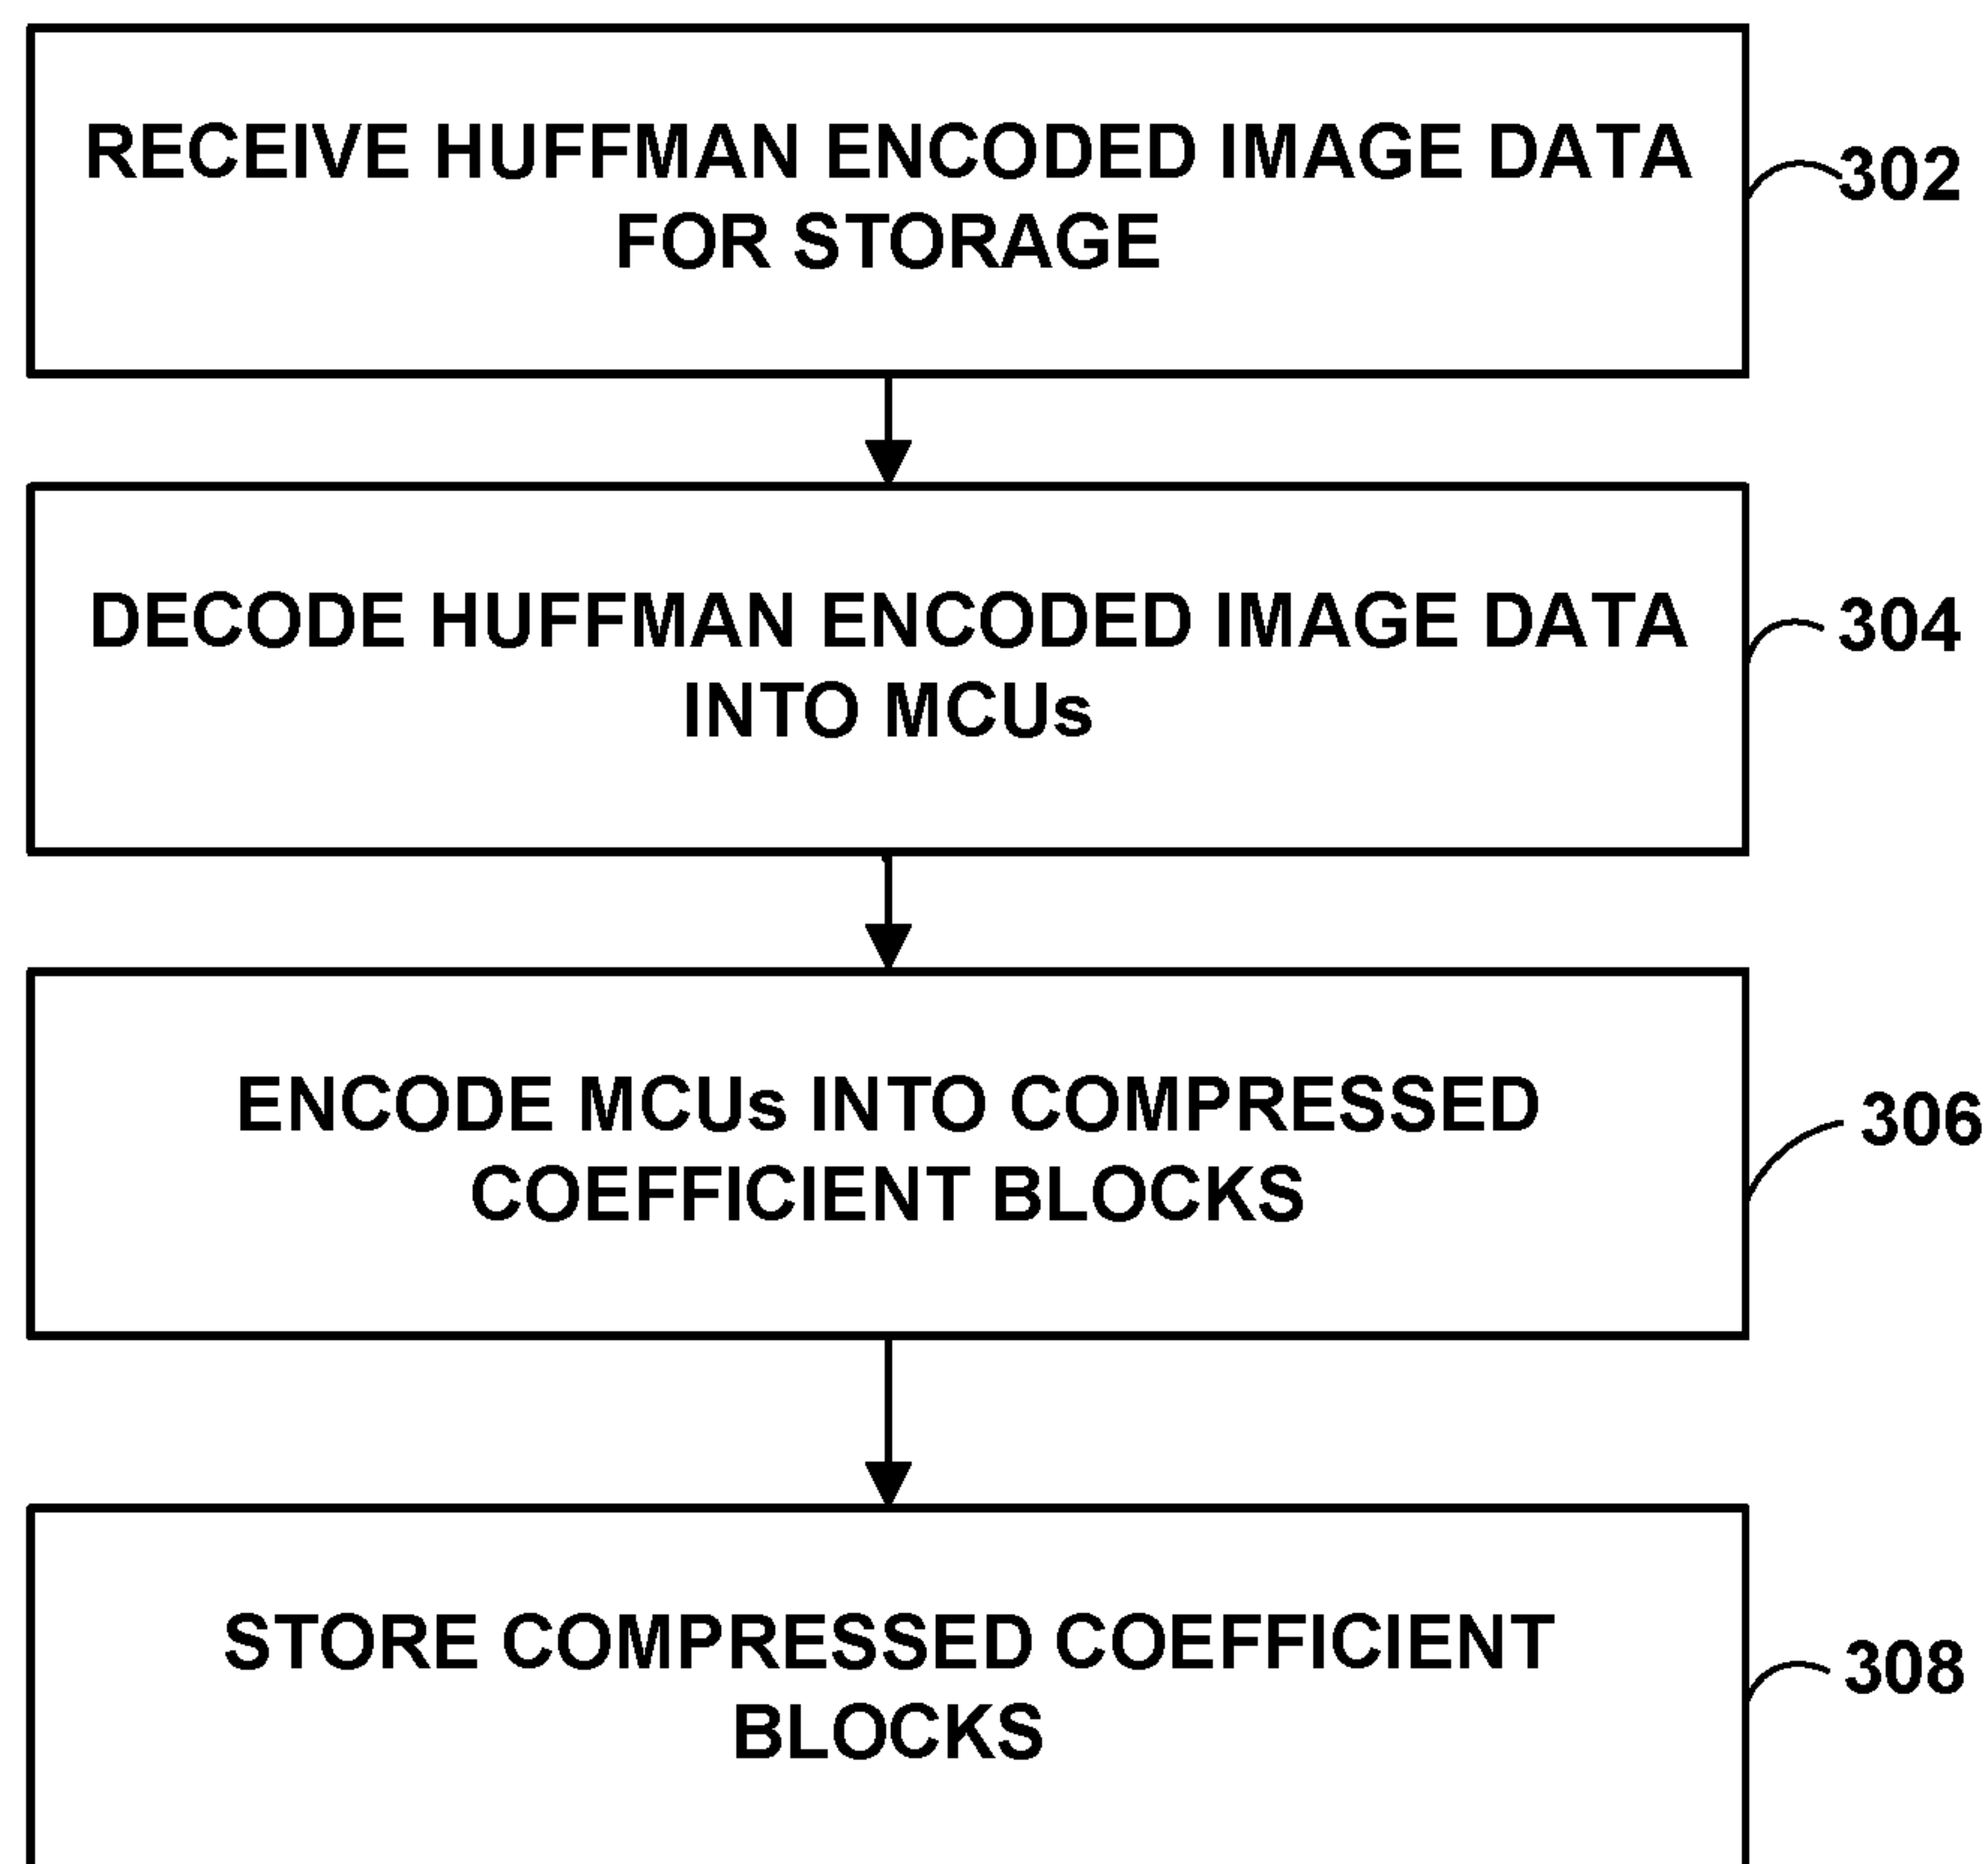 RECEIVE HUFFMAN ENCODED IMAGE DATA
FOR STORAGE
302
DECODE HUFFMAN ENCODED IMAGE DATA
INTO MCUs
304
ENCODE MCUs INTO COMPRESSED
COEFFICIENT BLOCKS
306
STORE COMPRESSED COEFFICIENT
BLOCKS
308